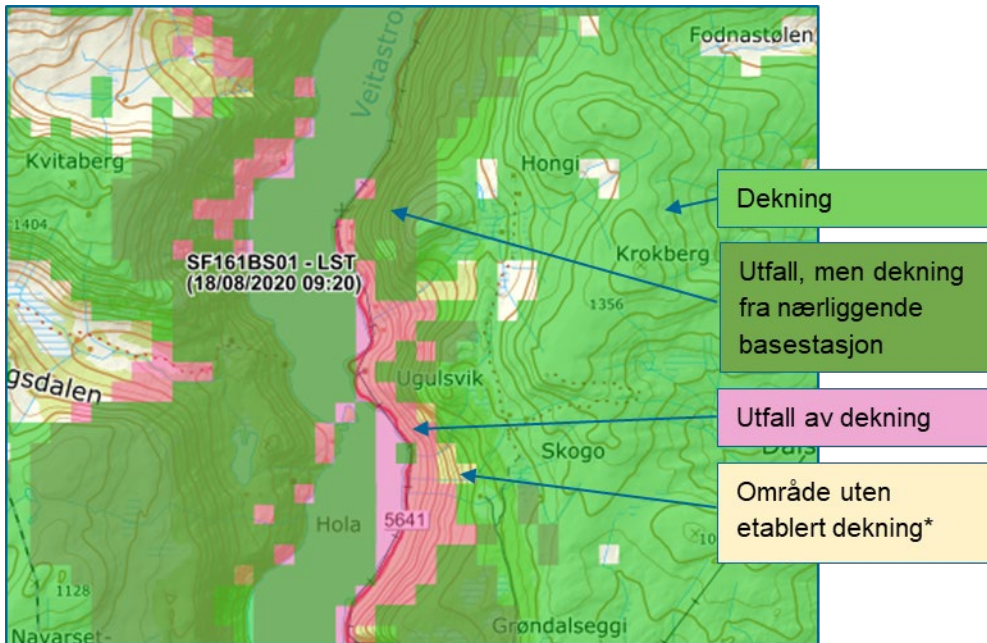 Fodnastølen
Veitastro
Kvitaberg
Hongi
1404
Krokberg
SF161BS01 - LST
(18/08/2020 09:20)
1356
gsdalen
Ugulsvik
Skogo
Hola
5641
1128
Navarset-
Grøndalseggi
Dekning
Utfall, men dekning
fra nærliggende
basestasjon
Utfall av dekning
Område uten
etablert dekning*